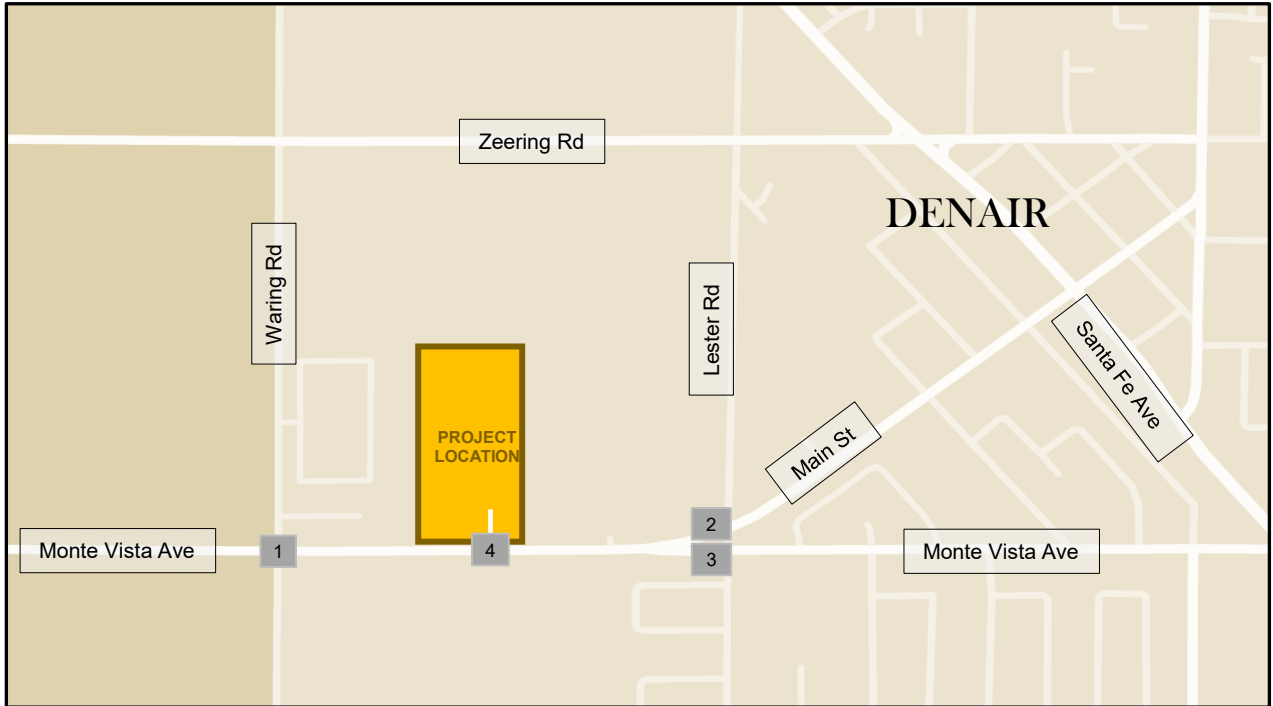 Zeering Rd
DENAIR
Waring Rd
Lester Rd
Santa Fe Ave
PROJECT
LOCATION
Main St
Monte Vista Ave
1
4
2
3
Monte Vista Ave